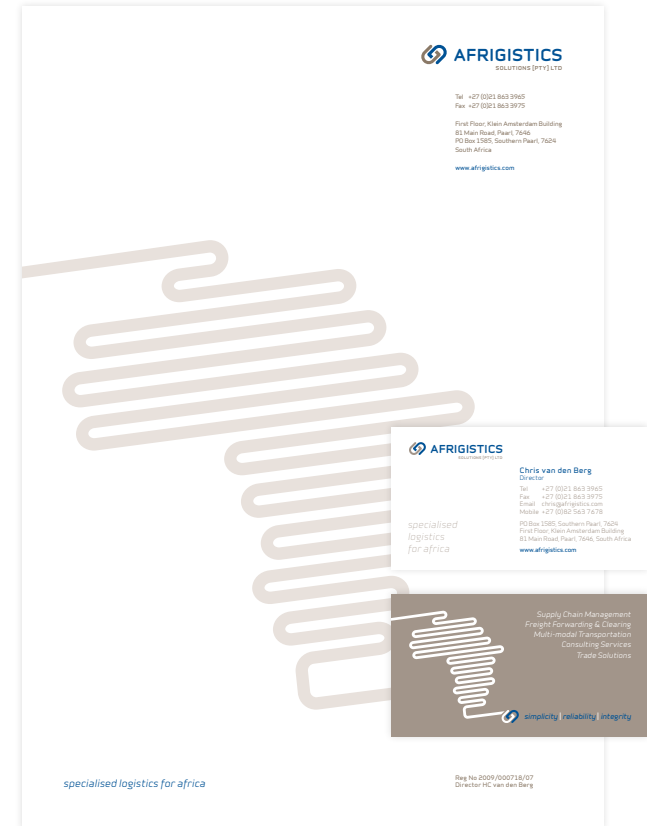 AFRIGISTICS
SOLUTIONS [PTY] LTD
Tel +27 (0)21 863 3965
Fax +27 (0)21 863 3975
First Floor, Klein Amsterdam Building
81 Main Road, Paarl, 7646
PO Box 1585, Southern Paarl, 7624
South Africa
www.afrigistics.com
AFRIGISTICS
SOLUTIONS [PTY] LTD
Chris van den Berg
Director
Tel +27 (0)21 863 3965
Fax +27 (0)21 863 3975
Email chris@afrigistics.com
Mobile +27 (0)82 563 7678
PO Box 1585, Southern Paarl, 7624
First Floor, Klein Amsterdam Building
81 Main Road, Paarl, 7646, South Africa
www.afrigistics.com
specialised
logistics
for africa
Supply Chain Management
Freight Forwarding & Clearing
Multi-modal Transportation
Consulting Services
Trade Solutions
simplicity | reliability | integrity
specialised logistics for africa
Reg No 2009/000718/07
Director HC van den Berg